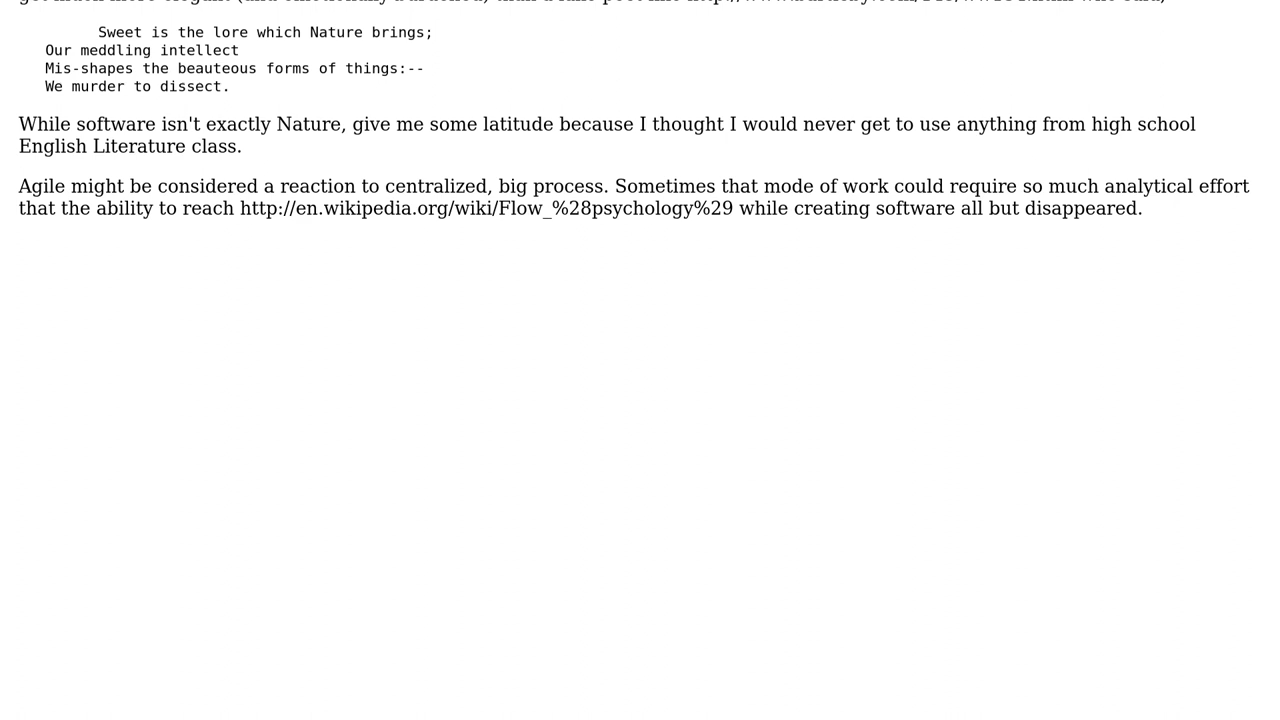 Sweet is the lore which Nature brings;
Our meddling intellect
Mis-shapes the beauteous forms of things:--
We murder to dissect.
While software isn't exactly Nature, give me some latitude because I thought I would never get to use anything from high school
English Literature class.
Agile might be considered a reaction to centralized, big process. Sometimes that mode of work could require so much analytical effort
that the ability to reach http://en.wikipedia.org/wiki/Flow_%28psychology%29 while creating software all but disappeared.